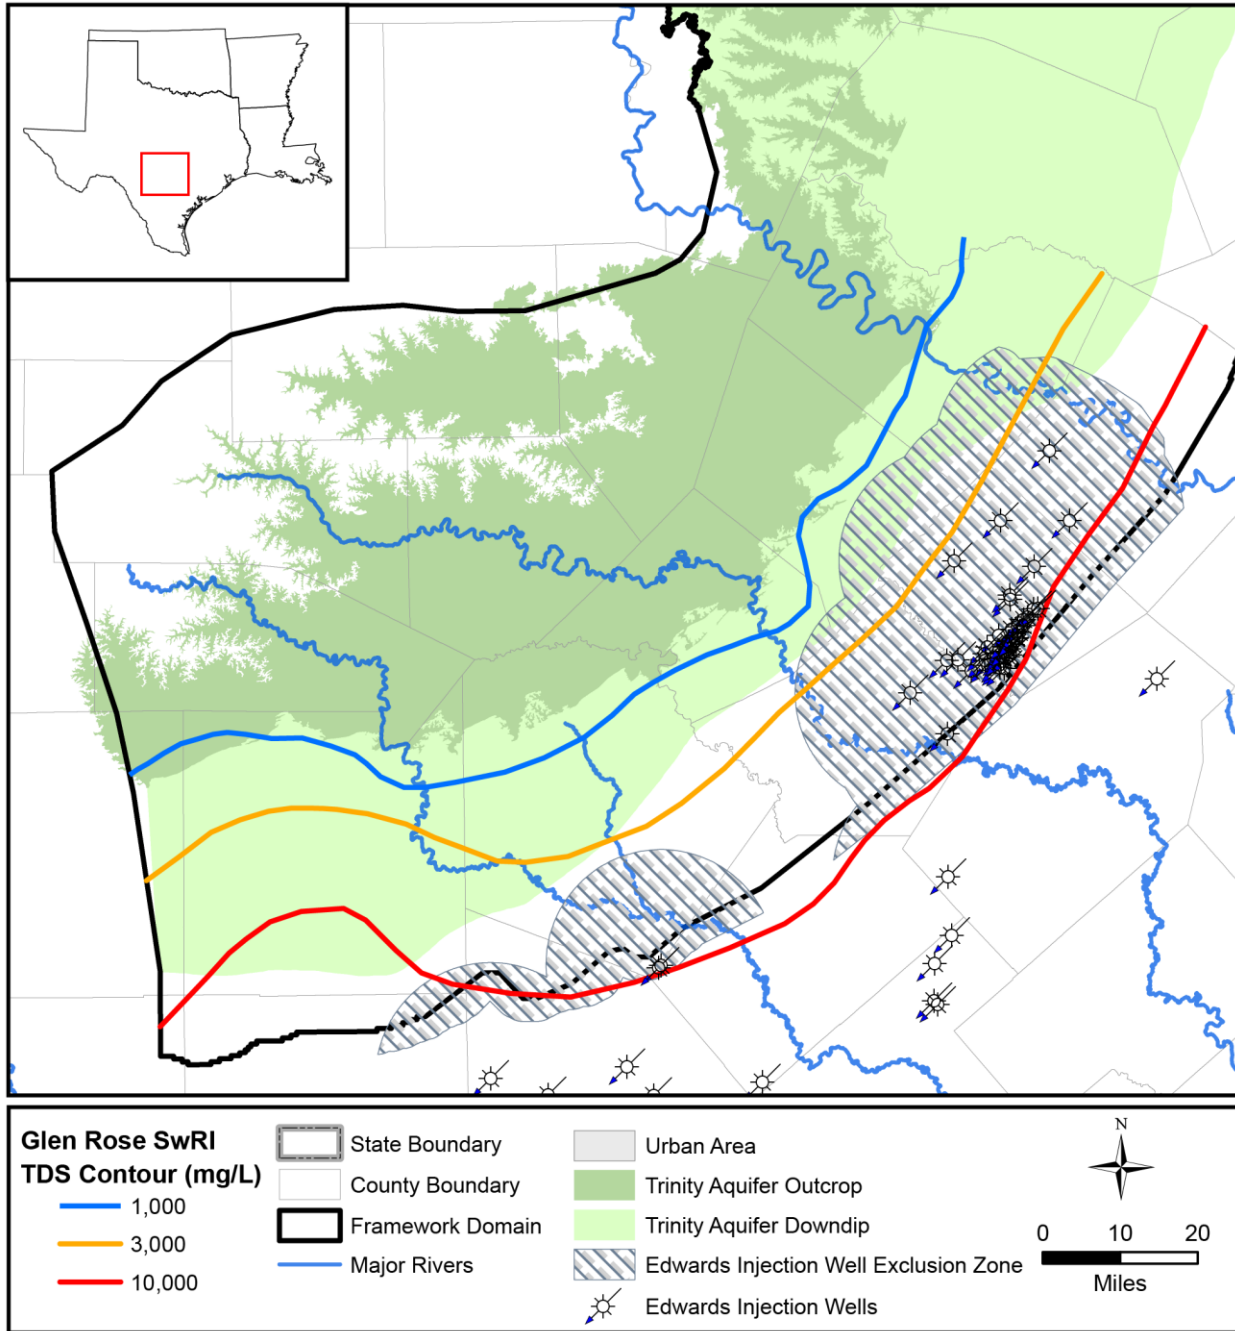 Glen Rose SwRI
TDS Contour (mg/L)
1,000
3,000
10,000
State Boundary
County Boundary
Framework Domain
Major Rivers
Urban Area
Trinity Aquifer Outcrop
Trinity Aquifer Downdip
Edwards Injection Well Exclusion Zone
Edwards Injection Wells
N
0 10 20
Miles